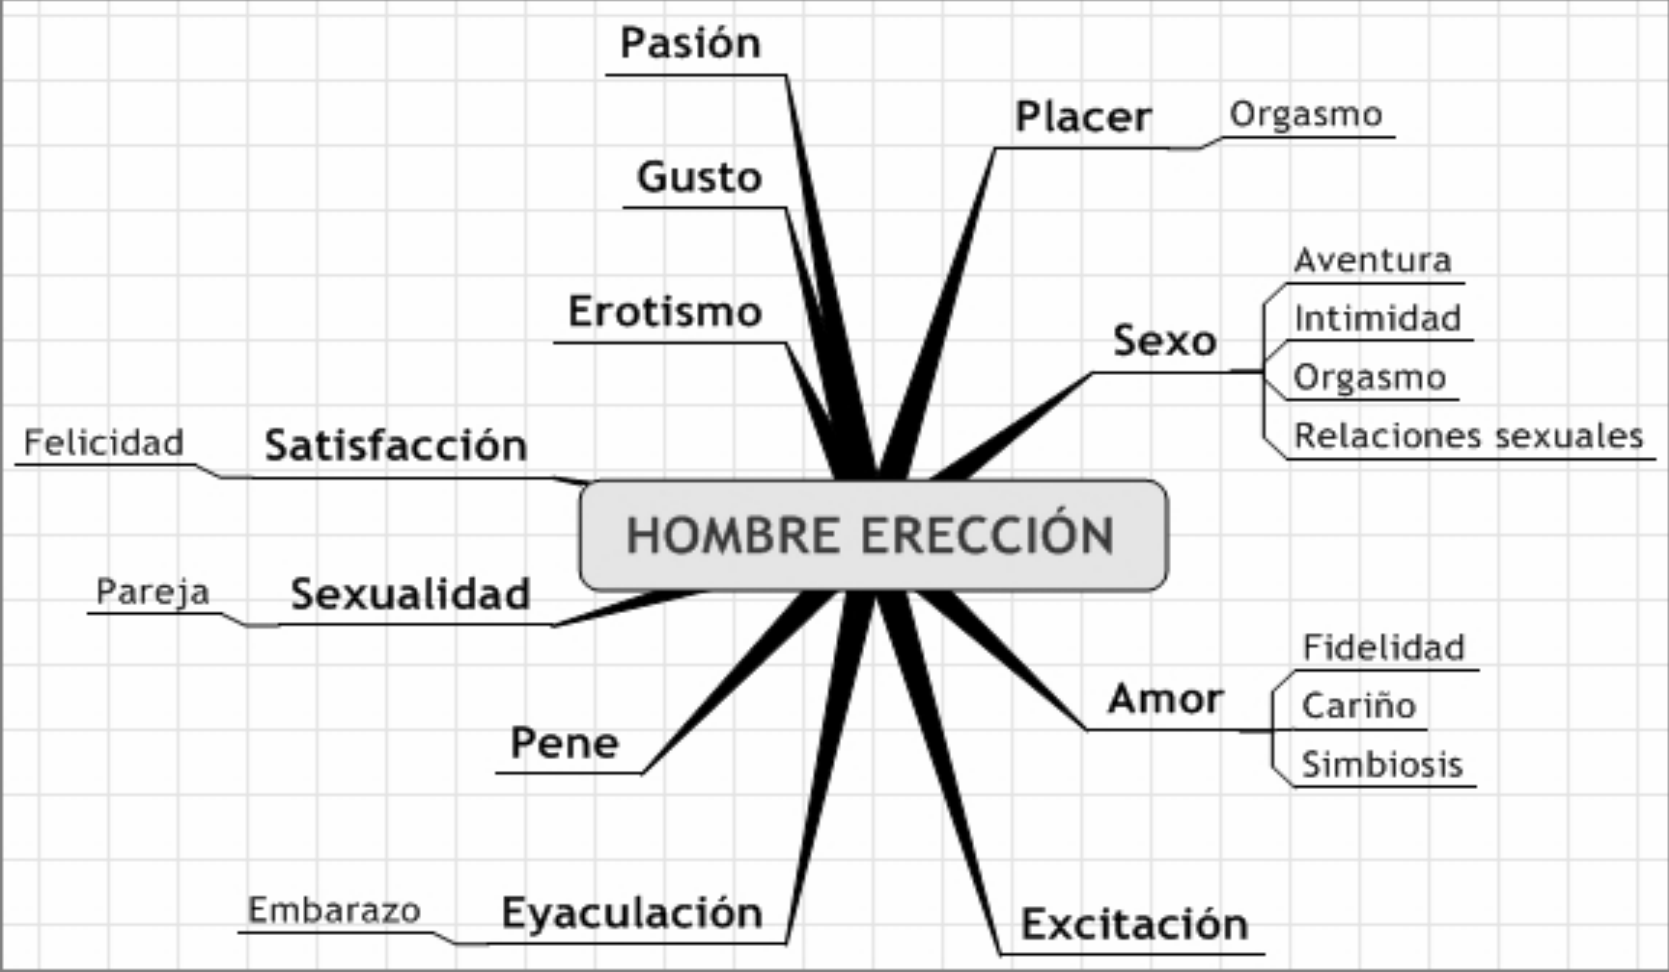 Pasión
Placer
Orgasmo
Gusto
Aventura
Intimidad
Erotismo
Sexo
Orgasmo
Relaciones sexuales
Felicidad
Satisfacción
HOMBRE ERECCIÓN
Pareja
Sexualidad
Fidelidad
Amor
Cariño
Pene
Simbiosis
Embarazo
Eyaculación
Excitación